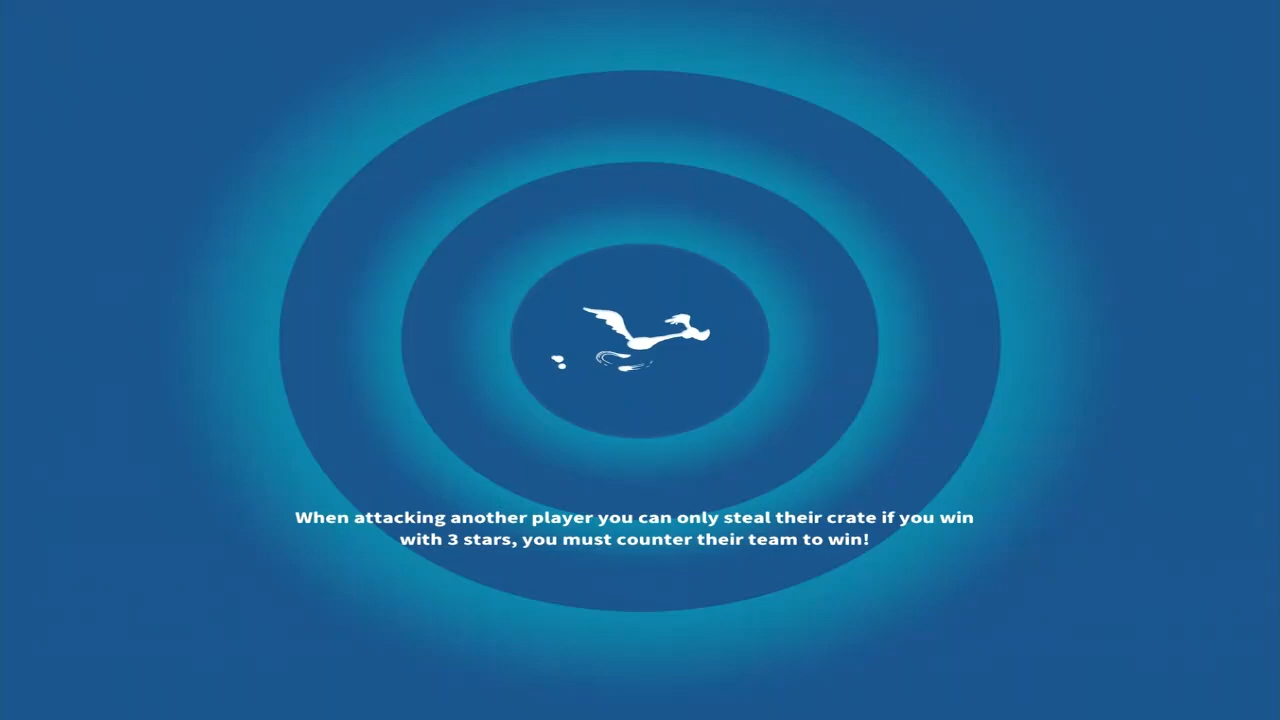 When attacking another player you can only steal their crate if you win
with 3 stars, you must counter their team to win!